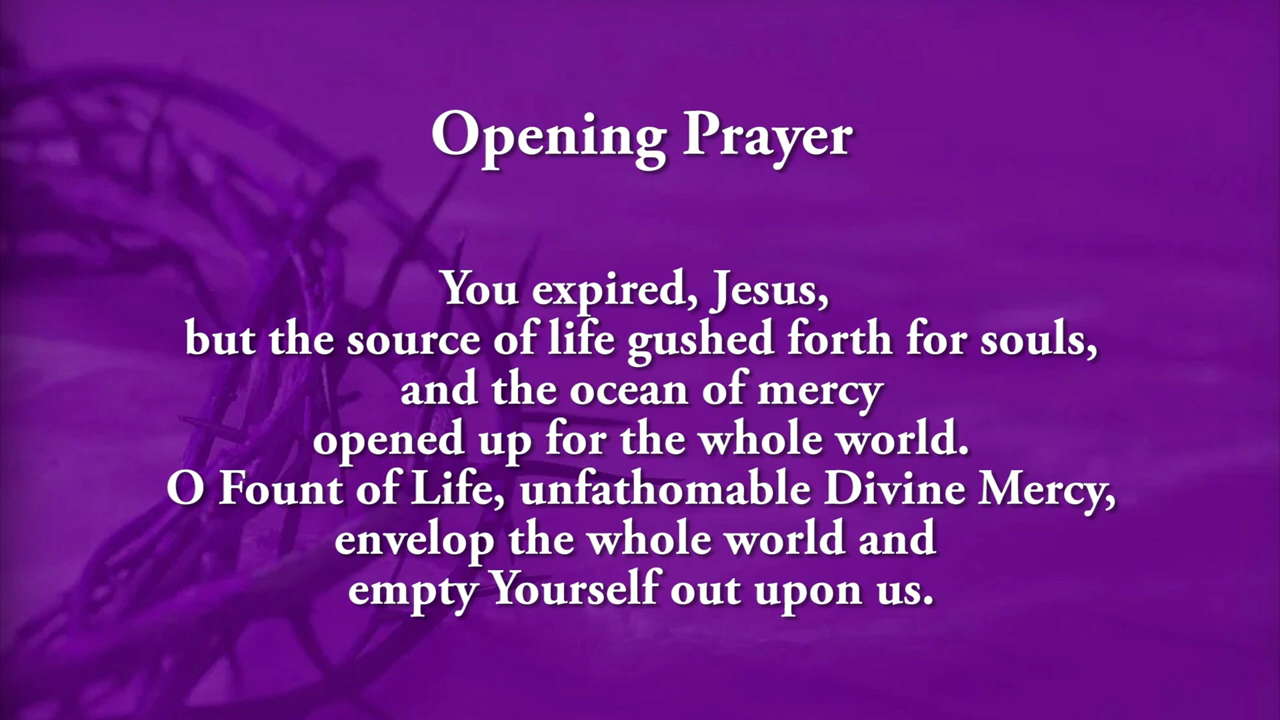 Opening Prayer
You expired, Jesus,
but the source of life gushed forth for souls,
and the ocean of mercy
opened up for the whole world.
O Fount of Life, unfathomable Divine Mercy,
envelop the whole world and
empty Yourself out upon us.